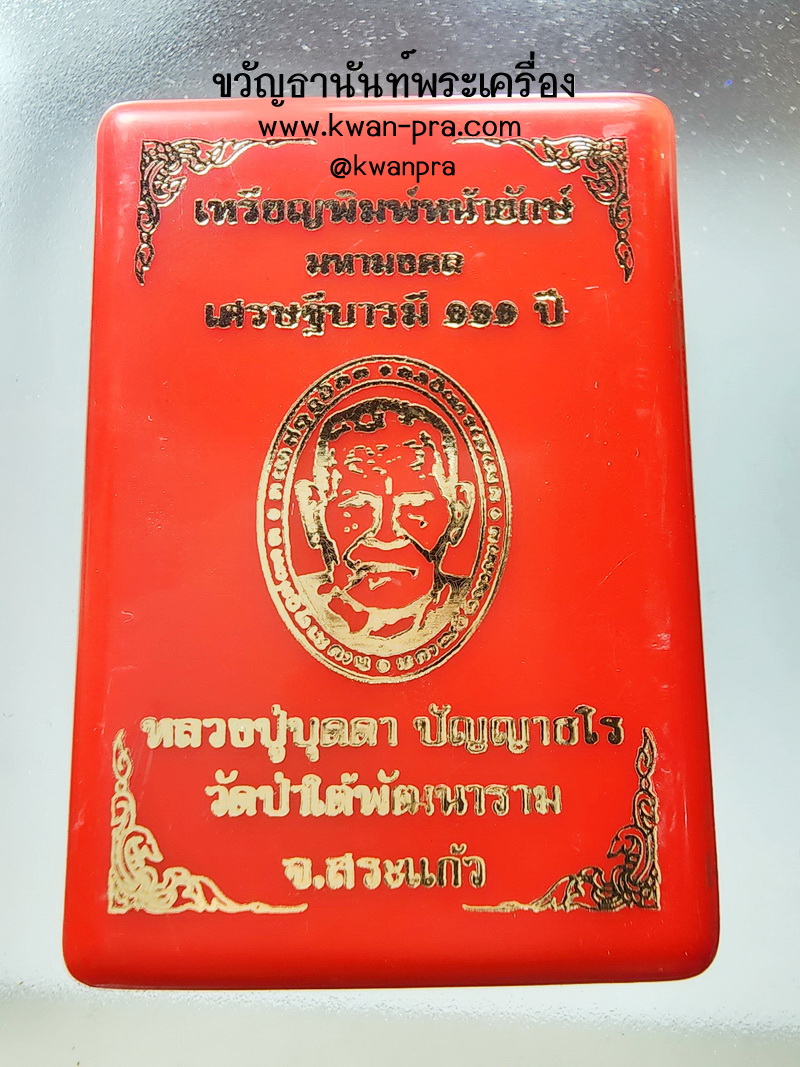 ขวัญธานันท์พระเครื่อง
www.kwan-pra.com
@kwanpra
เหรียญพิมพ์หน้ายักษ์
มหามงคล
เศรษฐีบารมี ๑๑๑ ปี
หลวงปู่บุดดา ปัญญาธโร
วัดป่าใต้พัฒนาราม
จ.สระแก้ว